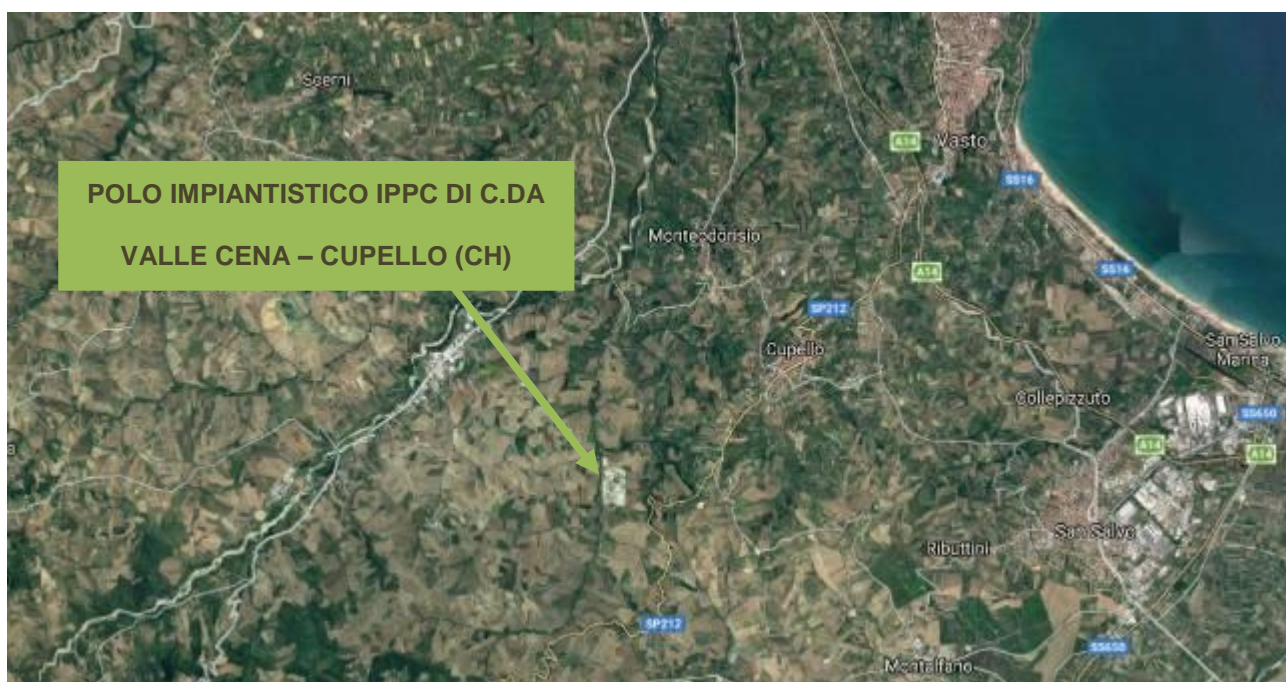 Scerni
A14
Vasto
SS16
POLO IMPIANTISTICO IPPC DI C.DA
VALLE CENA – CUPELLO (CH)
Monteodorisio
A14
SS16
SP212
Cupello
San Salvo
Marina
Collepizzuto
SS650
A14
A14
San Salvo
Ributtini
SP212
SS650
Montalfano